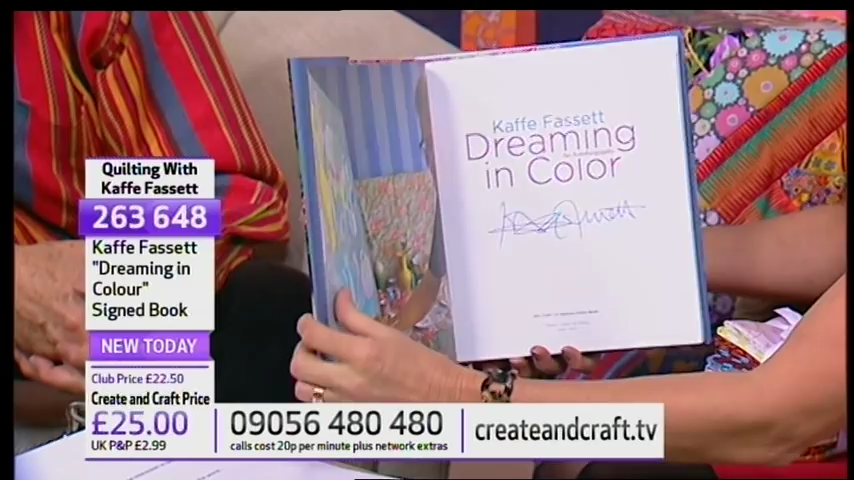 Kaffe Fassett
Dreaming
in Color
Quilting With
Kaffe Fassett
263 648
Kaffe Fassett
"Dreaming in
Colour"
Signed Book
NEW TODAY
Club Price £22.50
Create and Craft Price
£25.00
UK P&P £2.99
09056 480 480
calls cost 20p per minute plus network extras
createandcraft.tv